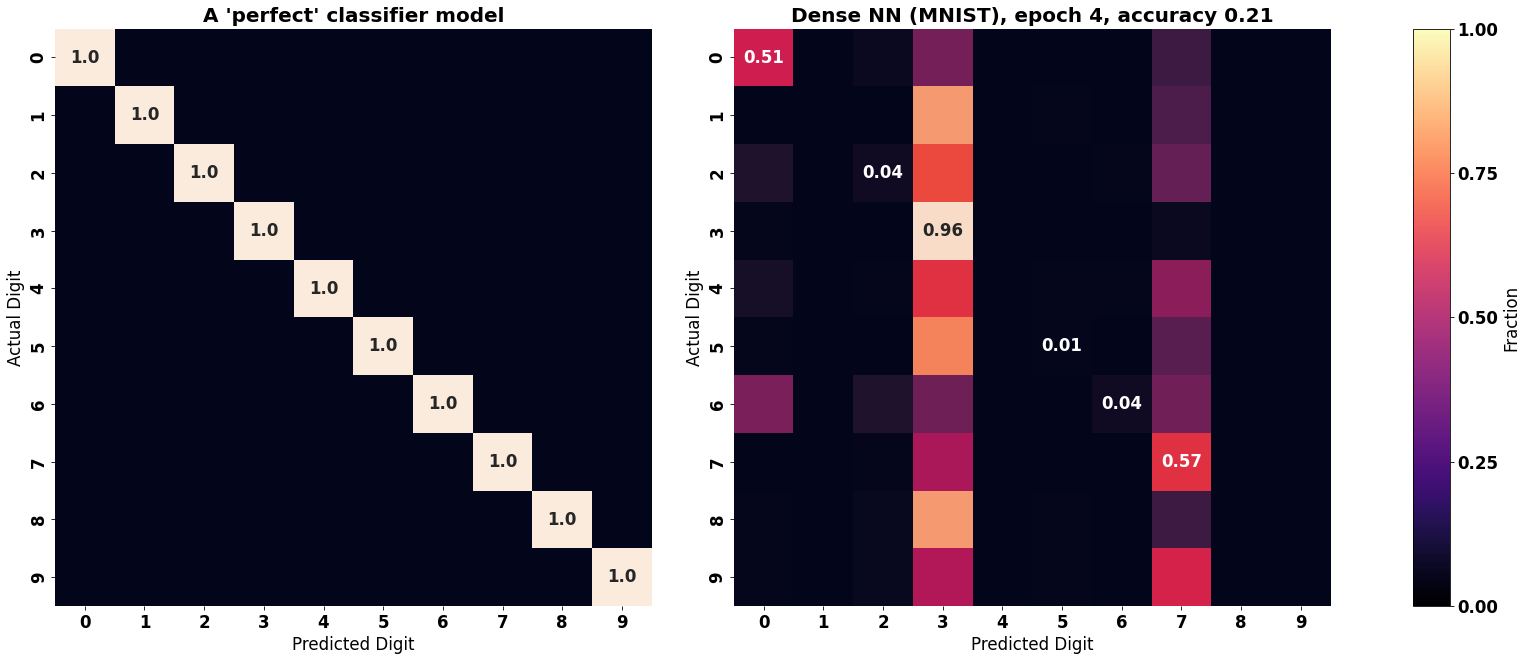 A 'perfect' classifier model
Actual Digit
0 1.0
1 1.0
2 1.0
3 1.0
4 1.0
5 1.0
6 1.0
7 1.0
8 1.0
9 1.0
0 1 2 3 4 5 6 7 8 9
Predicted Digit
Dense NN (MNIST), epoch 4, accuracy 0.21
Actual Digit
0 0.51
1
2 0.04
3 0.96
4
5 0.01
6 0.04
7 0.57
8
9
0 1 2 3 4 5 6 7 8 9
Predicted Digit
1.00
0.75
0.50
0.25
0.00
Fraction